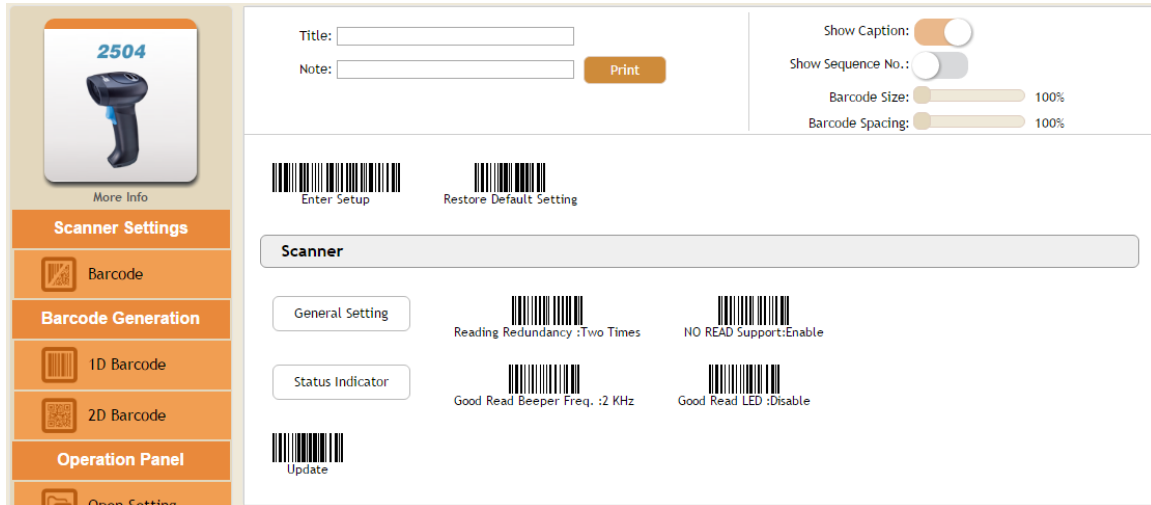 2504
More Info
Scanner Settings
Barcode
Barcode Generation
1D Barcode
2D Barcode
Operation Panel
Open Setting
Title:
Note:
Print
Show Caption:
Show Sequence No.:
Barcode Size: 100%
Barcode Spacing: 100%
Enter Setup
Restore Default Setting
Scanner
General Setting
Reading Redundancy :Two Times
NO READ Support:Enable
Status Indicator
Good Read Beeper Freq. :2 KHz
Good Read LED :Disable
Update